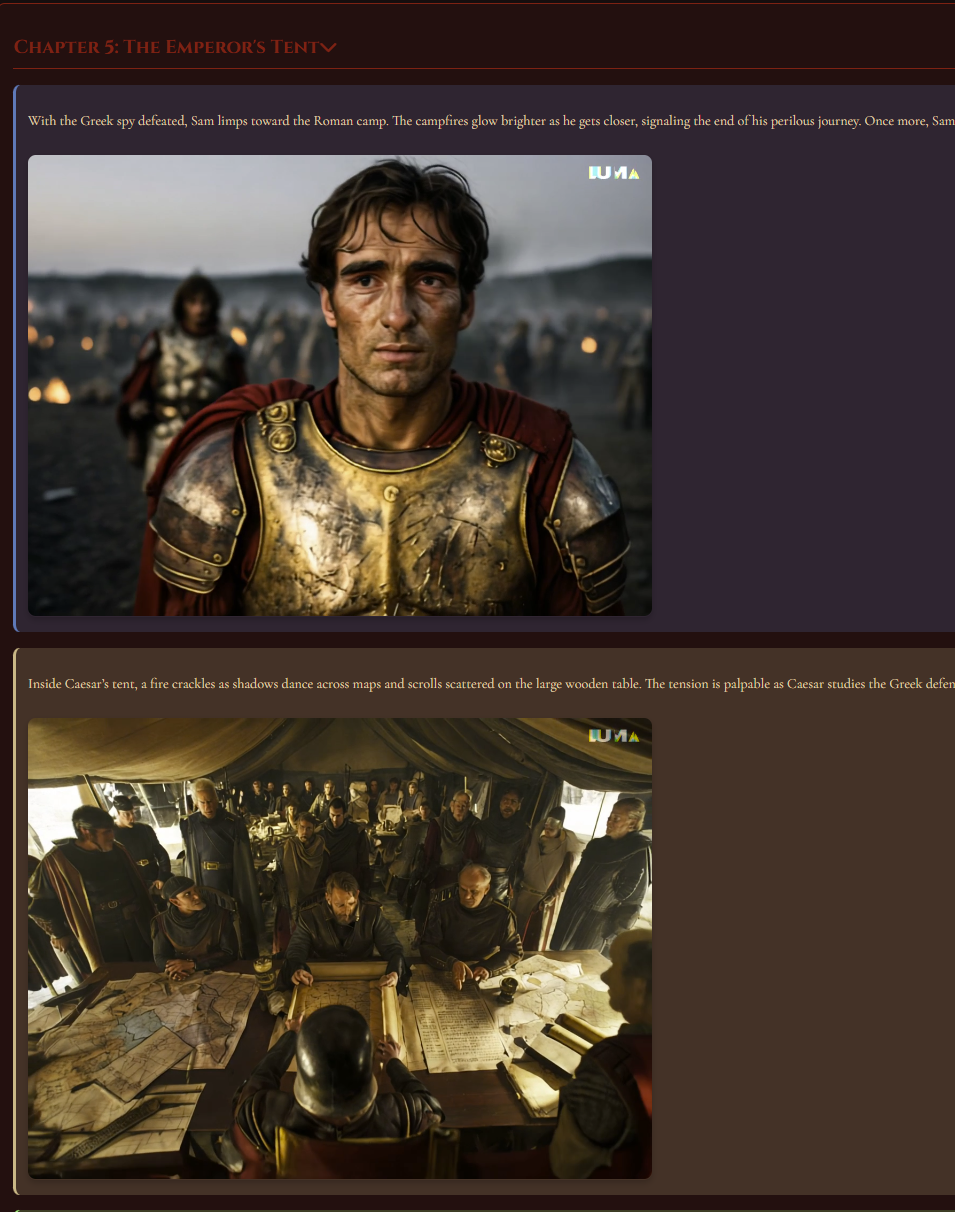 Chapter 5: The Emperor's Tent
With the Greek spy defeated, Sam limps toward the Roman camp. The campfires glow brighter as he gets closer, signaling the end of his perilous journey. Once more, Sam
LUMA
Inside Caesar’s tent, a fire crackles as shadows dance across maps and scrolls scattered on the large wooden table. The tension is palpable as Caesar studies the Greek defen
LUMA